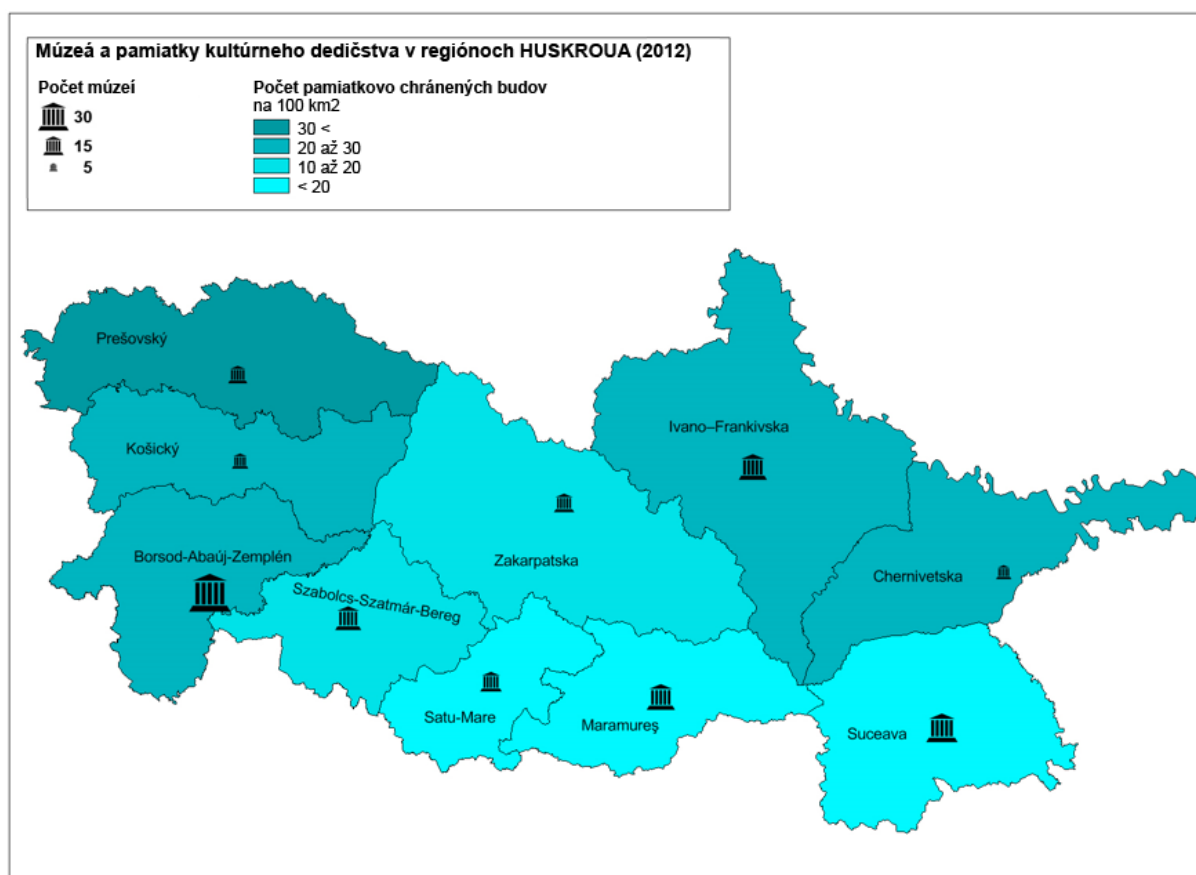 Múzeá a pamiatky kultúrneho dedičstva v regiónoch HUSKROUA (2012)
Počet múzeí
30
15
5
Počet pamiatkovo chránených budov
na 100 km2
30 <
20 až 30
10 až 20
< 20
Prešovský
Košický
Ivano–Frankivska
Borsod-Abaúj-Zemplén
Zakarpatska
Chernivetska
Szabolcs-Szatmár-Bereg
Satu-Mare
Maramureş
Suceava